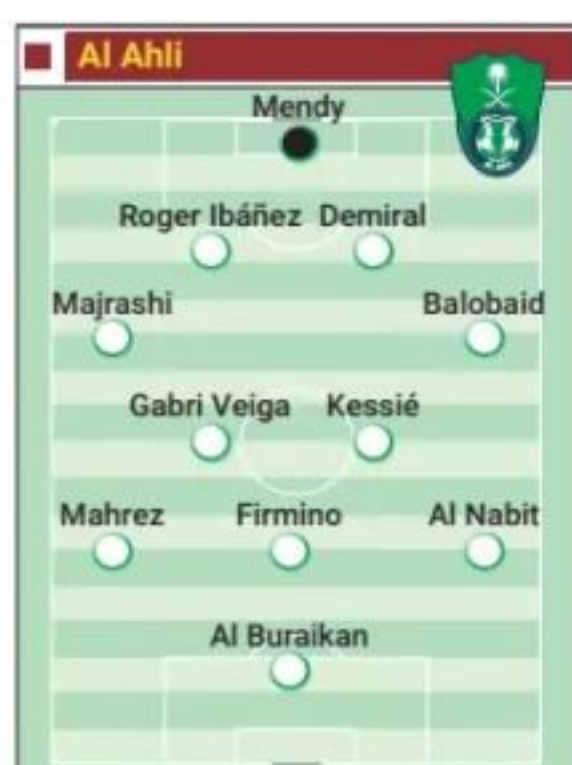 Al Ahli
Mendy
Roger Ibáñez Demiral
Majrashi Balobaid
Gabri Veiga Kessié
Mahrez Firmino Al Nabit
Al Buraikan